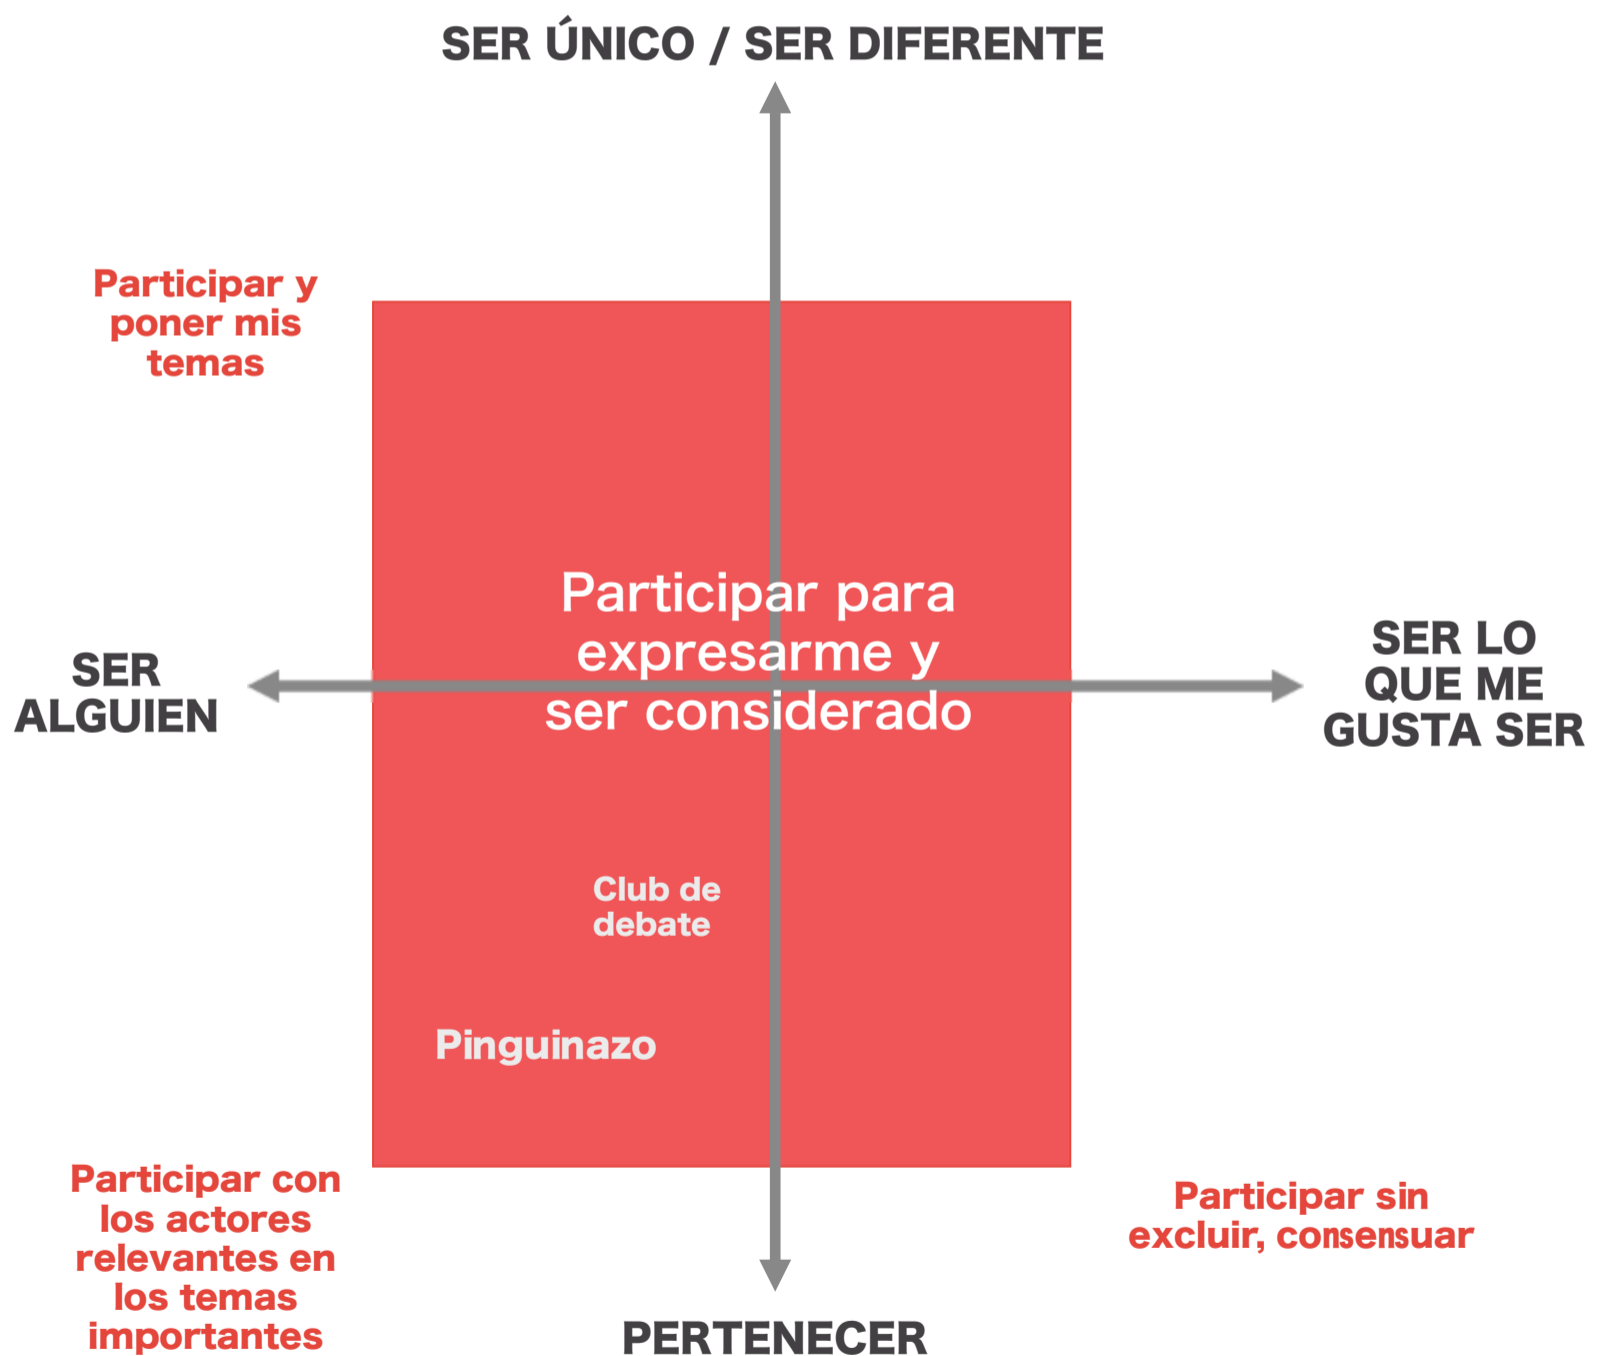 SER ÚNICO / SER DIFERENTE
Participar y
poner mis
temas
Participar para
expresarme y
ser considerado
SER
ALGUIEN
SER LO
QUE ME
GUSTA SER
Club de
debate
Pinguinazo
Participar con
los actores
relevantes en
los temas
importantes
Participar sin
excluir, consensuar
PERTENECER